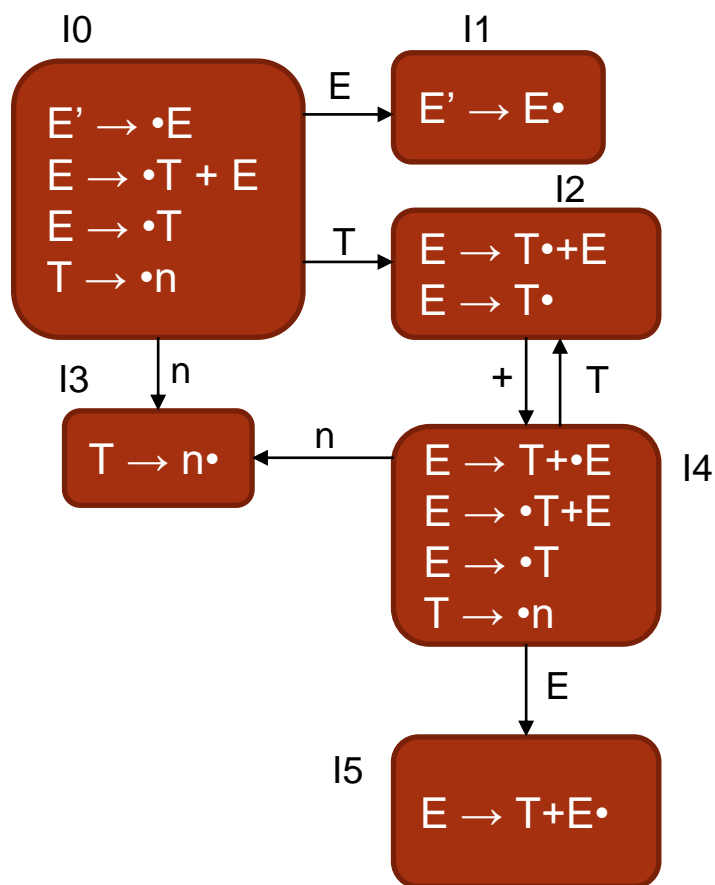 I0
E’ → •E
E → •T + E
E → •T
T → •n
E
I1
E’ → E•
T
I2
E → T•+E
E → T•
n
I3
T → n•
n
+
T
I4
E → T+•E
E → •T+E
E → •T
T → •n
E
I5
E → T+E•